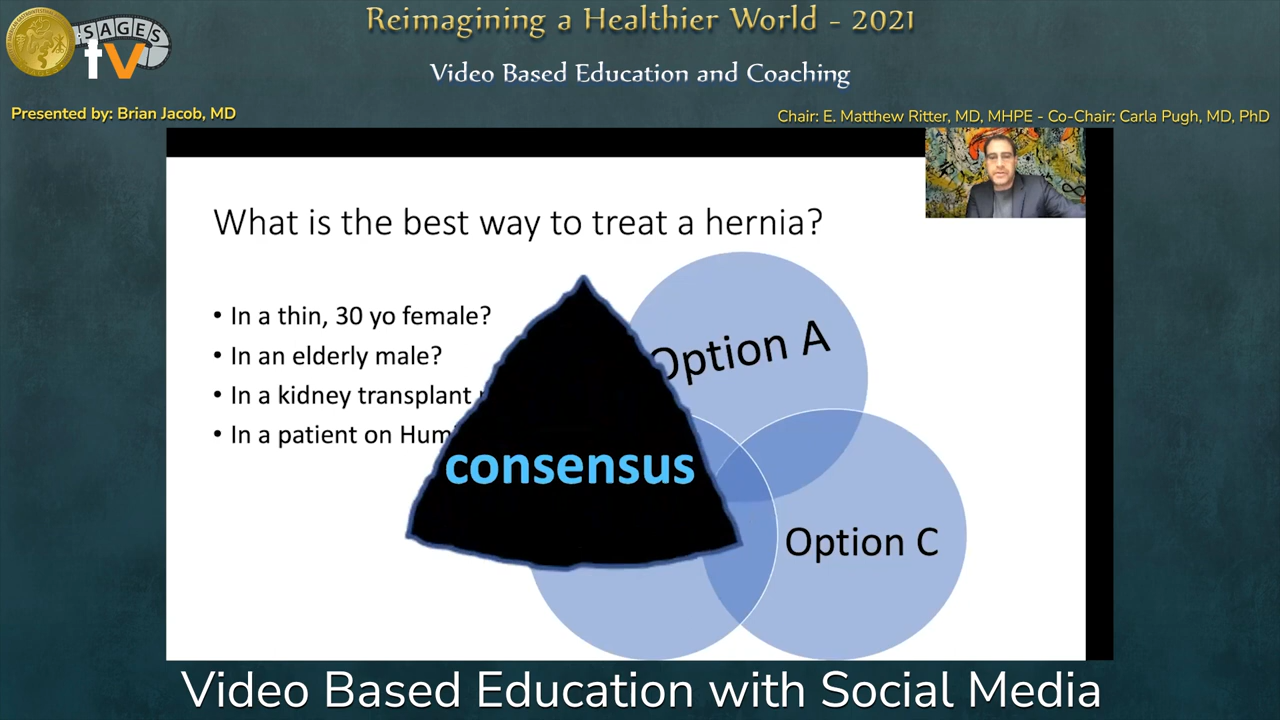 Reimagining a Healthier World - 2021
SAGES
tv
Video Based Education and Coaching
Presented by: Brian Jacob, MD
Chair: E. Matthew Ritter, MD, MHPE - Co-Chair: Carla Pugh, MD, PhD
What is the best way to treat a hernia?
• In a thin, 30 yo female?
• In an elderly male?
• In a kidney transplant
• In a patient on Hum
Option A
consensus
Option C
Video Based Education with Social Media